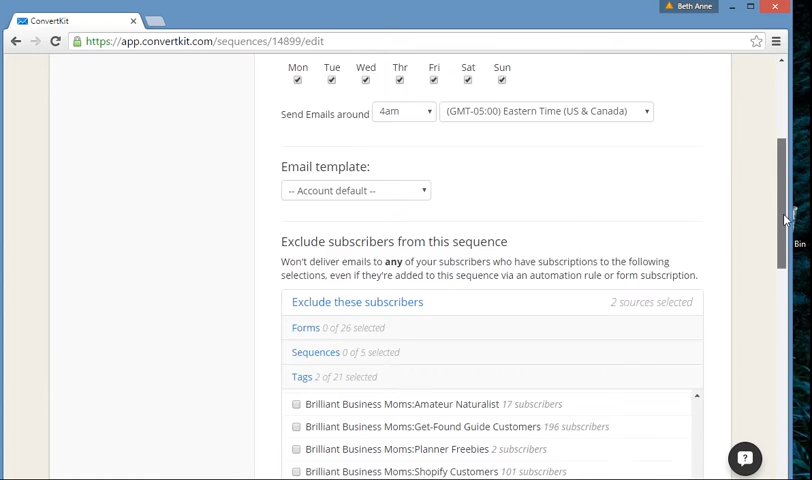 Beth Anne
ConvertKit
https://app.convertkit.com/sequences/14899/edit
Mon Tue Wed Thr Fri Sat Sun
Send Emails around 4am (GMT-05:00) Eastern Time (US & Canada)
Email template:
-- Account default --
Exclude subscribers from this sequence
Won't deliver emails to any of your subscribers who have subscriptions to the following
selections, even if they're added to this sequence via an automation rule or form subscription.
Exclude these subscribers 2 sources selected
Forms 0 of 26 selected
Sequences 0 of 5 selected
Tags 2 of 21 selected
Brilliant Business Moms:Amateur Naturalist 17 subscribers
Brilliant Business Moms:Get-Found Guide Customers 196 subscribers
Brilliant Business Moms:Planner Freebies 2 subscribers
Brilliant Business Moms:Shopify Customers 101 subscribers
Bin